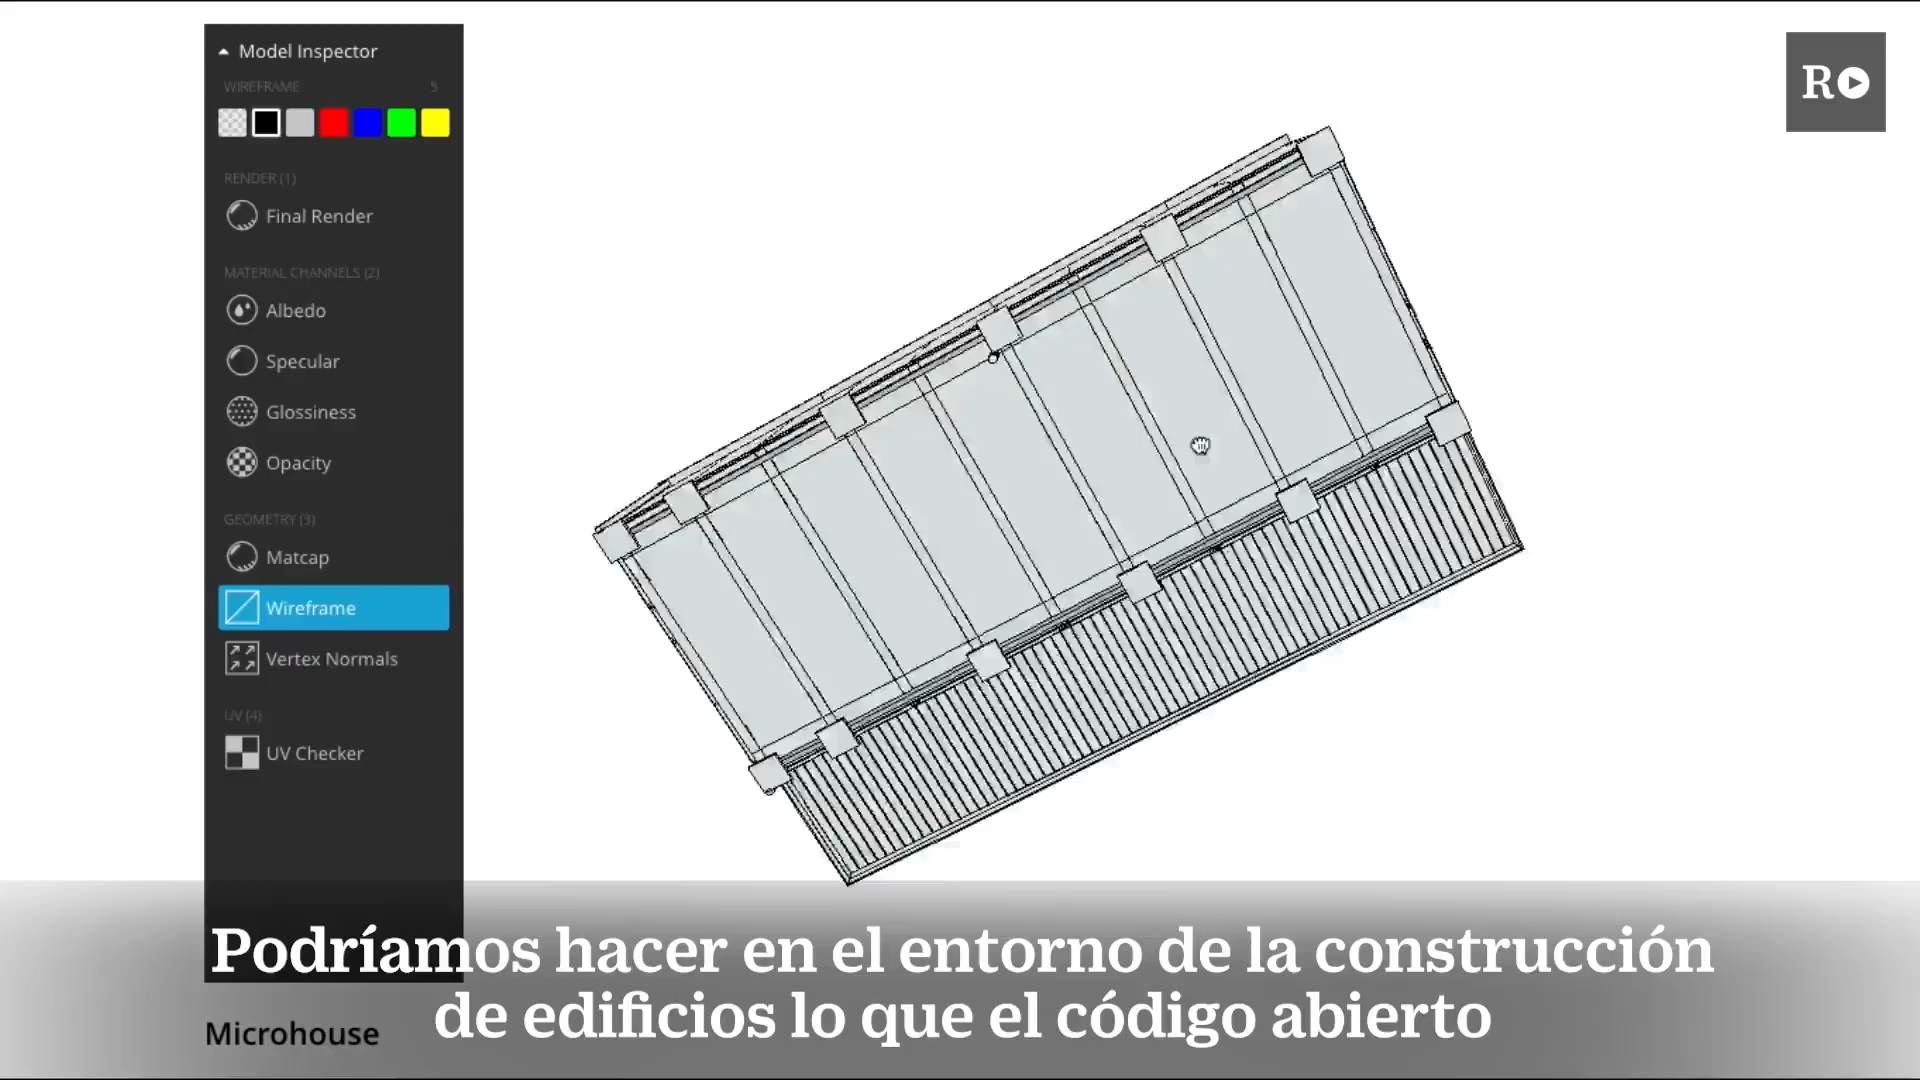 Model Inspector
WIREFRAME 5
RENDER (1)
Final Render
MATERIAL CHANNELS (2)
Albedo
Specular
Glossiness
Opacity
GEOMETRY (3)
Matcap
Wireframe
Vertex Normals
UV (4)
UV Checker
R
Podríamos hacer en el entorno de la construcción
de edificios lo que el código abierto
Microhouse